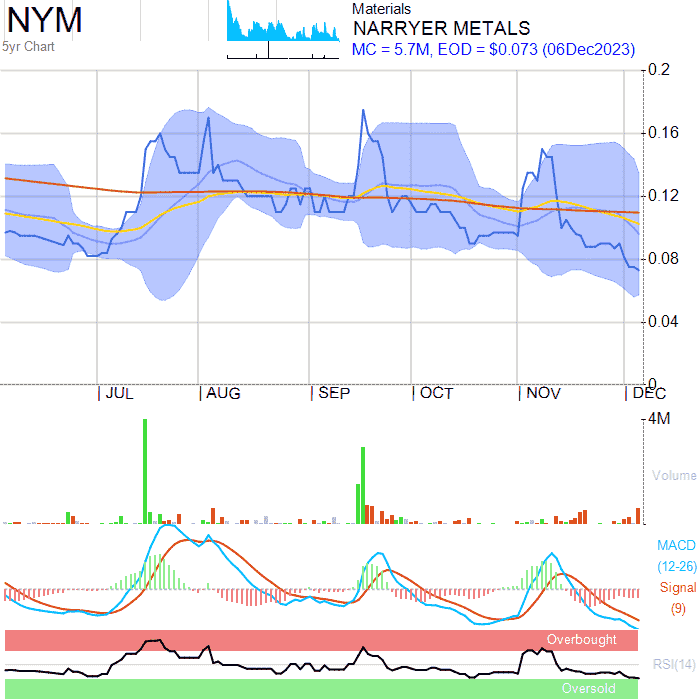 NYM
5yr Chart
Materials
NARRYER METALS
MC = 5.7M, EOD = $0.073 (06Dec2023)
0.2
0.16
0.12
0.08
0.04
0
JUL AUG SEP OCT NOV DEC
4M
Volume
MACD
(12-26)
Signal
(9)
Overbought
RSI(14)
Oversold